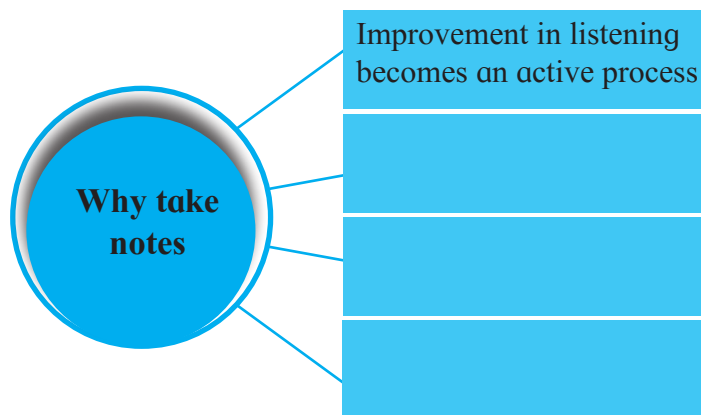 Improvement in listening
becomes an active process
Why take
notes